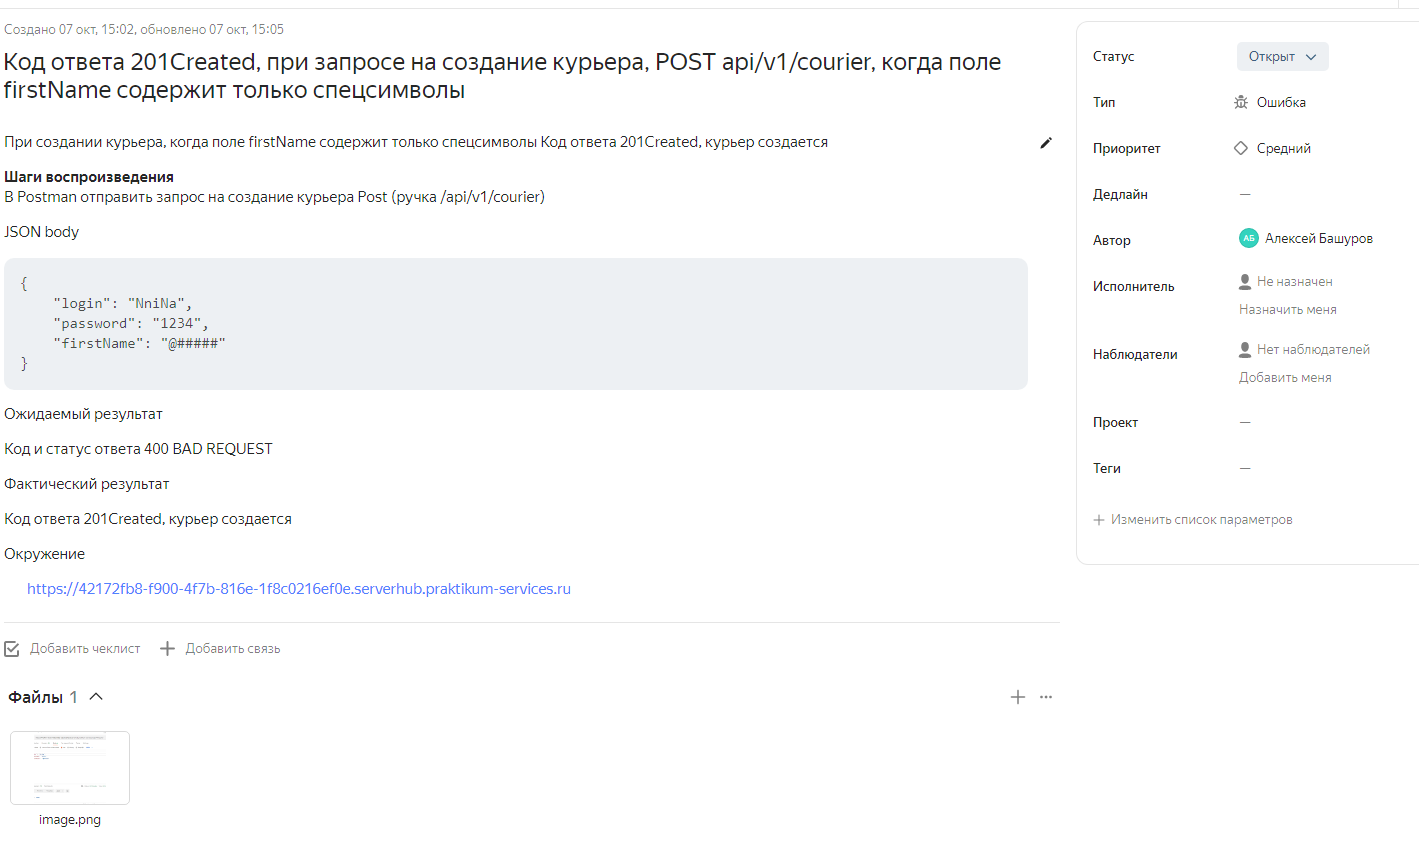 Создано 07 окт, 15:02, обновлено 07 окт, 15:05
Код ответа 201Created, при запросе на создание курьера, POST api/v1/courier, когда поле
firstName содержит только спецсимволы
При создании курьера, когда поле firstName содержит только спецсимволы Код ответа 201Created, курьер создается
Шаги воспроизведения
В Postman отправить запрос на создание курьера Post (ручка /api/v1/courier)
JSON body
{
    "login": "NniNa",
    "password": "1234",
    "firstName": "@#####"
}
Ожидаемый результат
Код и статус ответа 400 BAD REQUEST
Фактический результат
Код ответа 201Created, курьер создается
Окружение
https://42172fb8-f900-4f7b-816e-1f8c0216ef0e.serverhub.praktikum-services.ru
Добавить чеклист
Добавить связь
Файлы 1
image.png
Статус
Открыт
Тип
Ошибка
Приоритет
Средний
Дедлайн
—
Автор
АБ Алексей Башуров
Исполнитель
Не назначен
Назначить меня
Наблюдатели
Нет наблюдателей
Добавить меня
Проект
—
Теги
—
Изменить список параметров